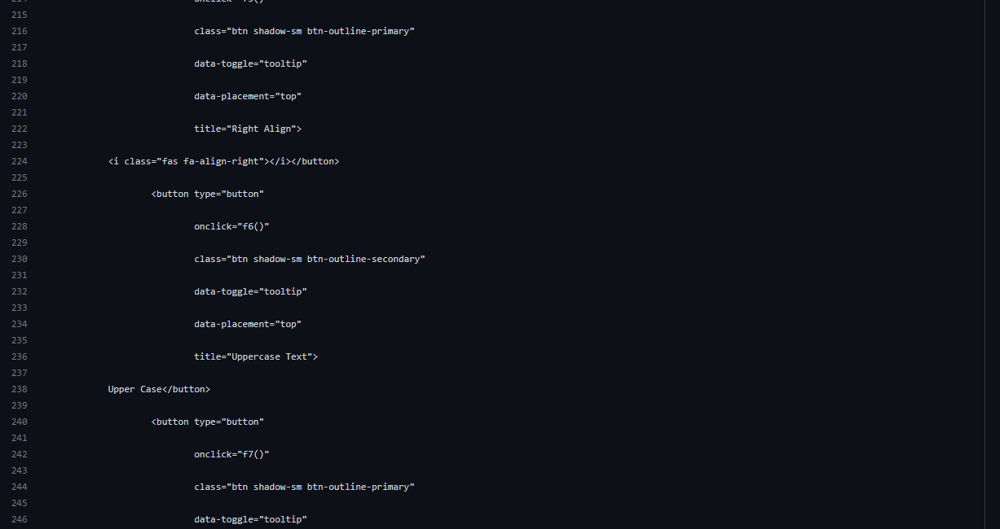 214 onclick="f5()"
215
216 class="btn shadow-sm btn-outline-primary"
217
218 data-toggle="tooltip"
219
220 data-placement="top"
221
222 title="Right Align">
223
224 <i class="fas fa-align-right"></i></button>
225
226 <button type="button"
227
228 onclick="f6()"
229
230 class="btn shadow-sm btn-outline-secondary"
231
232 data-toggle="tooltip"
233
234 data-placement="top"
235
236 title="Uppercase Text">
237
238 Upper Case</button>
239
240 <button type="button"
241
242 onclick="f7()"
243
244 class="btn shadow-sm btn-outline-primary"
245
246 data-toggle="tooltip"